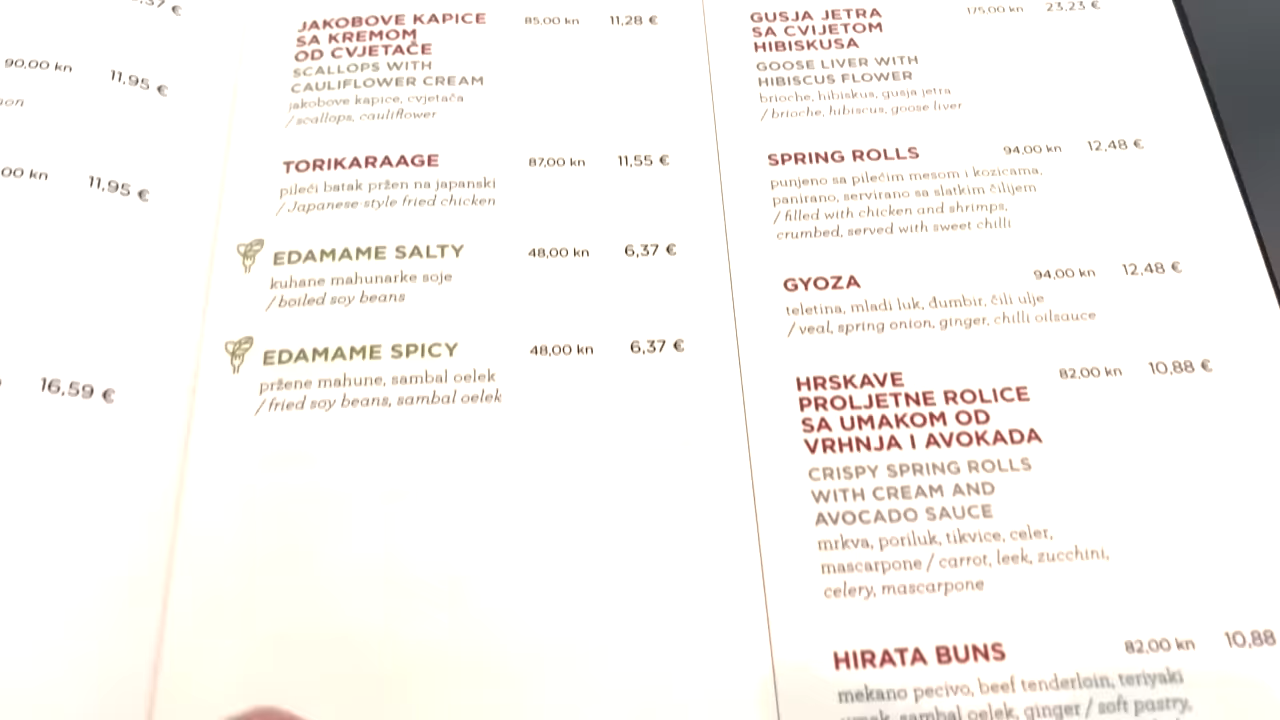 90,00 kn 11,95 €
00 kn 11,95 €
16,59 €
JAKOBOVE KAPICE 85,00 kn 11,28 €
SA KREMOM
OD CVJETAČE
SCALLOPS WITH
CAULIFLOWER CREAM
jakobove kapice, cvjetača
/ scallops, cauliflower
TORIKARAAGE 87,00 kn 11,55 €
pileći batak pržen na japanski
/ Japanese style fried chicken
EDAMAME SALTY 48,00 kn 6,37 €
kuhane mahunarke soje
/ boiled soy beans
EDAMAME SPICY 48,00 kn 6,37 €
pržene mahune, sambal oelek
/ fried soy beans, sambal oelek
GUSJA JETRA 175,00 kn 23,23 €
SA CVIJETOM
HIBISKUSA
GOOSE LIVER WITH
HIBISCUS FLOWER
brioche, hibiskus, gusja jetra
/ brioche, hibiscus, goose liver
SPRING ROLLS 94,00 kn 12,48 €
punjeno sa pilećim mesom i kozicama,
panirano, servirano sa slatkim čilijem
/ filled with chicken and shrimps,
crumbed, served with sweet chilli
GYOZA 94,00 kn 12,48 €
teletina, mladi luk, đumbir, čili ulje
/ veal, spring onion, ginger, chilli oilsauce
HRSKAVE 82,00 kn 10,88 €
PROLJETNE ROLICE
SA UMAKOM OD
VRHNJA I AVOKADA
CRISPY SPRING ROLLS
WITH CREAM AND
AVOCADO SAUCE
mrkva, poriluk, tikvice, celer,
mascarpone / carrot, leek, zucchini,
celery, mascarpone
HIRATA BUNS 82,00 kn 10,88
mekano pecivo, beef tenderloin, teriyaki
sambal oelek, ginger / soft pastry,